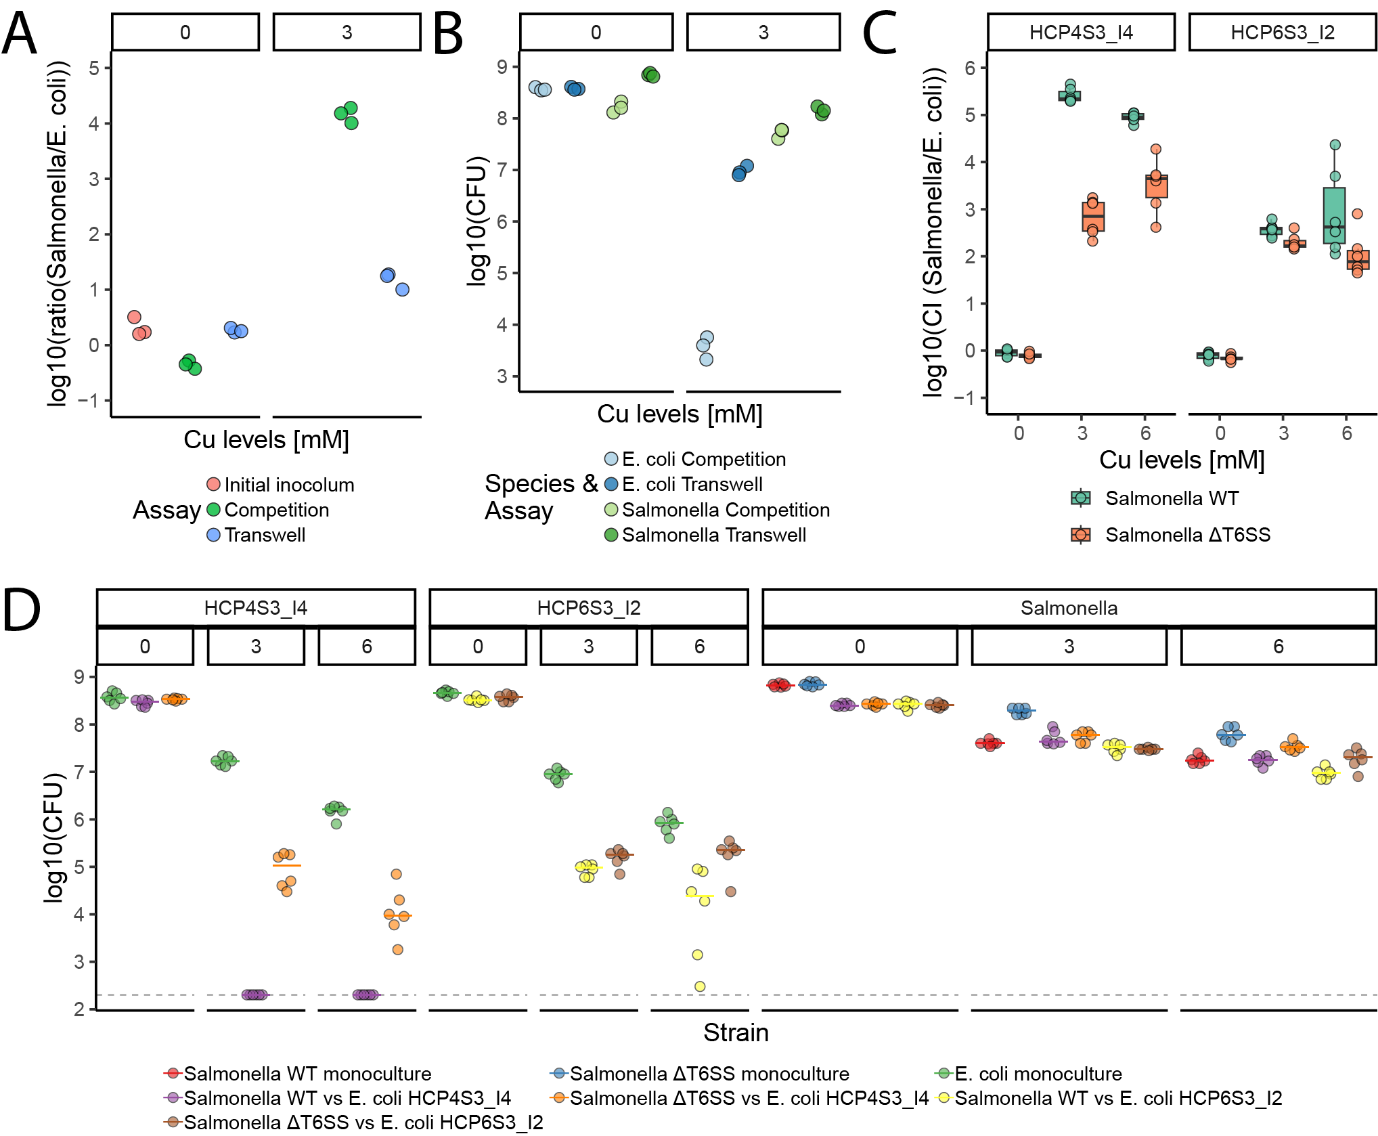 A
0
3
log10(ratio(Salmonella/E. coli))
5
4
3
2
1
0
−1
Cu levels [mM]
Assay
Initial inocolum
Competition
Transwell
B
0
3
log10(CFU)
9
8
7
6
5
4
3
Cu levels [mM]
Species &
Assay
E. coli Competition
E. coli Transwell
Salmonella Competition
Salmonella Transwell
C
HCP4S3_I4
HCP6S3_I2
log10(CI (Salmonella/E. coli))
6
5
4
3
2
1
0
−1
0 3 6 0 3 6
Cu levels [mM]
Salmonella WT
Salmonella ΔT6SS
D
HCP4S3_I4 HCP6S3_I2 Salmonella
0 3 6 0 3 6 0 3 6
log10(CFU)
9
8
7
6
5
4
3
2
Strain
Salmonella WT monoculture Salmonella ΔT6SS monoculture E. coli monoculture
Salmonella WT vs E. coli HCP4S3_I4 Salmonella ΔT6SS vs E. coli HCP4S3_I4 Salmonella WT vs E. coli HCP6S3_I2
Salmonella ΔT6SS vs E. coli HCP6S3_I2